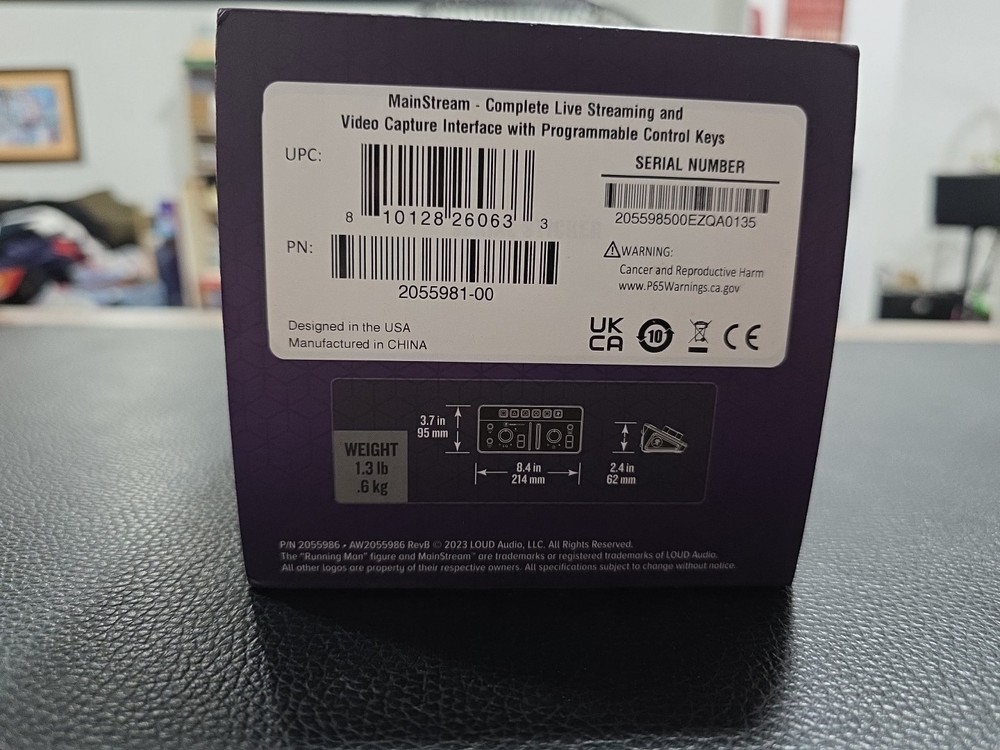 MainStream - Complete Live Streaming and
Video Capture Interface with Programmable Control Keys
UPC:
8 10128 26063 3
PN:
2055981-00
SERIAL NUMBER
205598500EZQA0135
WARNING:
Cancer and Reproductive Harm
www.P65Warnings.ca.gov
Designed in the USA
Manufactured in CHINA
UK
CA
10
CE
WEIGHT
1.3 lb
.6 kg
3.7 in
95 mm
8.4 in
214 mm
2.4 in
62 mm
P/N 2055986 • AW2055986 RevB © 2023 LOUD Audio, LLC. All Rights Reserved.
The "Running Man" figure and MainStream™ are trademarks or registered trademarks of LOUD Audio.
All other logos are property of their respective owners. All specifications subject to change without notice.